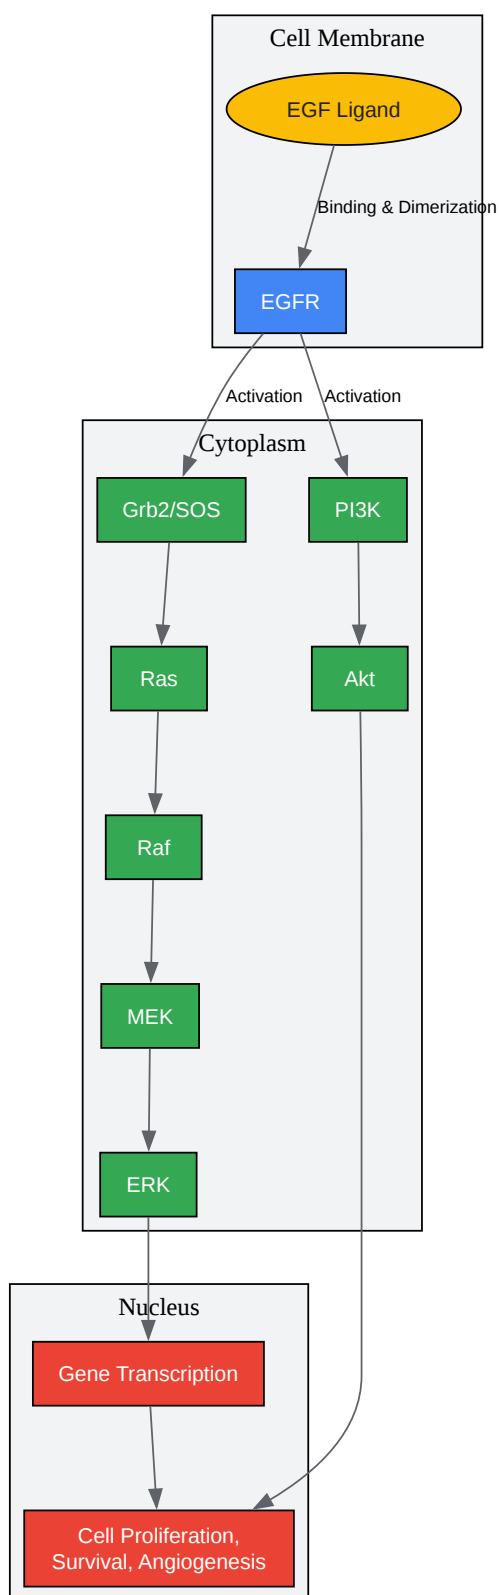 Cell Membrane
EGF Ligand
Binding & Dimerization
EGFR
Activation
Activation
Cytoplasm
Grb2/SOS
PI3K
Ras
Akt
Raf
MEK
ERK
Nucleus
Gene Transcription
Cell Proliferation,
Survival, Angiogenesis